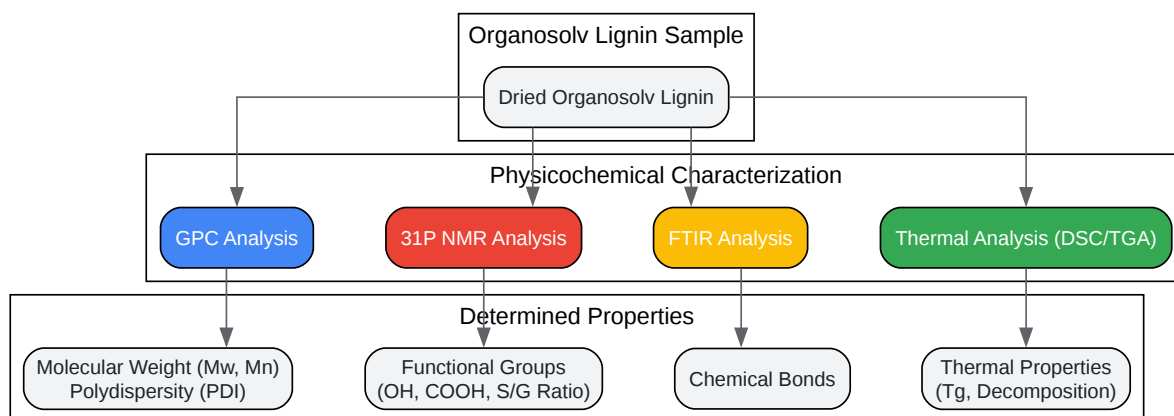 Organosolv Lignin Sample
Dried Organosolv Lignin
Physicochemical Characterization
GPC Analysis
31P NMR Analysis
FTIR Analysis
Thermal Analysis (DSC/TGA)
Determined Properties
Molecular Weight (Mw, Mn)
Polydispersity (PDI)
Functional Groups
(OH, COOH, S/G Ratio)
Chemical Bonds
Thermal Properties
(Tg, Decomposition)